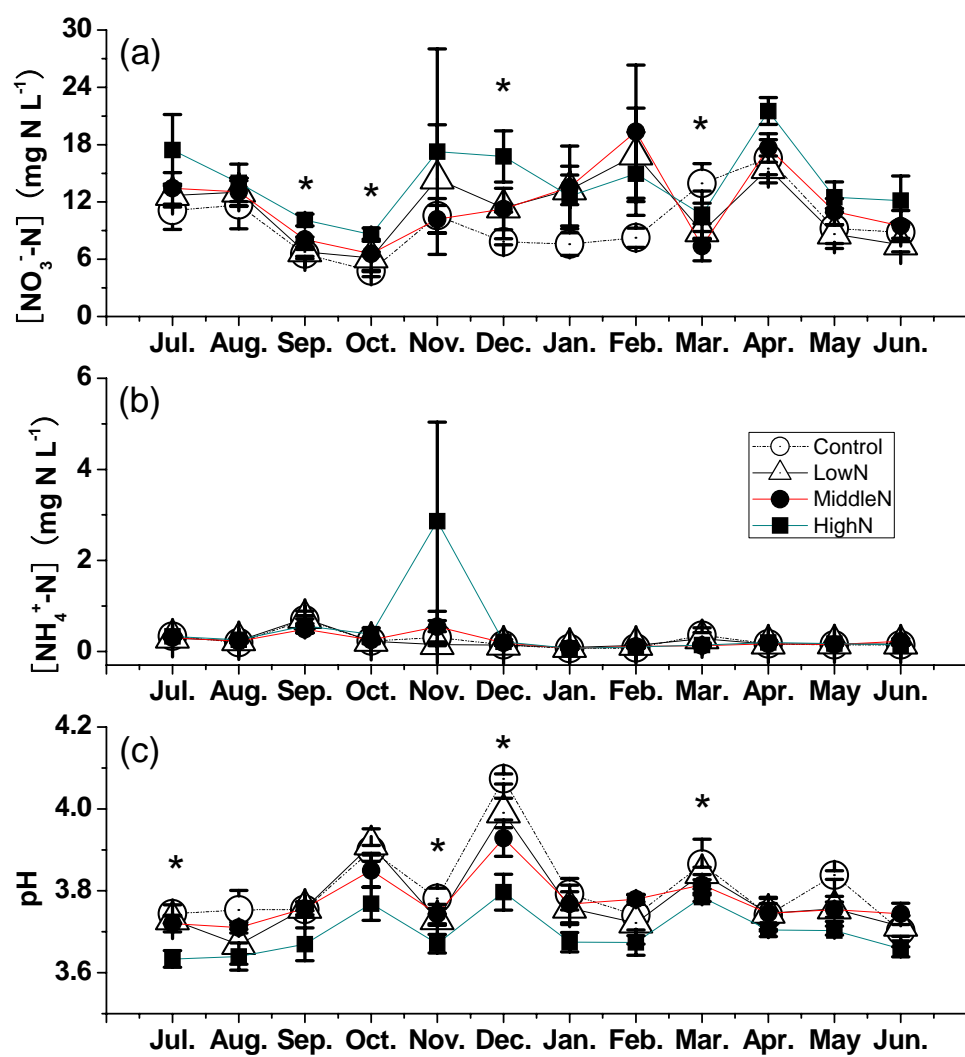 (a)
[NO₃⁻-N] (mg N L⁻¹)
30
24
18
12
6
0
* * * *
Jul. Aug. Sep. Oct. Nov. Dec. Jan. Feb. Mar. Apr. May Jun.
(b)
[NH₄⁺-N] (mg N L⁻¹)
6
4
2
0
Control
LowN
MiddleN
HighN
Jul. Aug. Sep. Oct. Nov. Dec. Jan. Feb. Mar. Apr. May Jun.
(c)
pH
4.2
4.0
3.8
3.6
* * * *
Jul. Aug. Sep. Oct. Nov. Dec. Jan. Feb. Mar. Apr. May Jun.